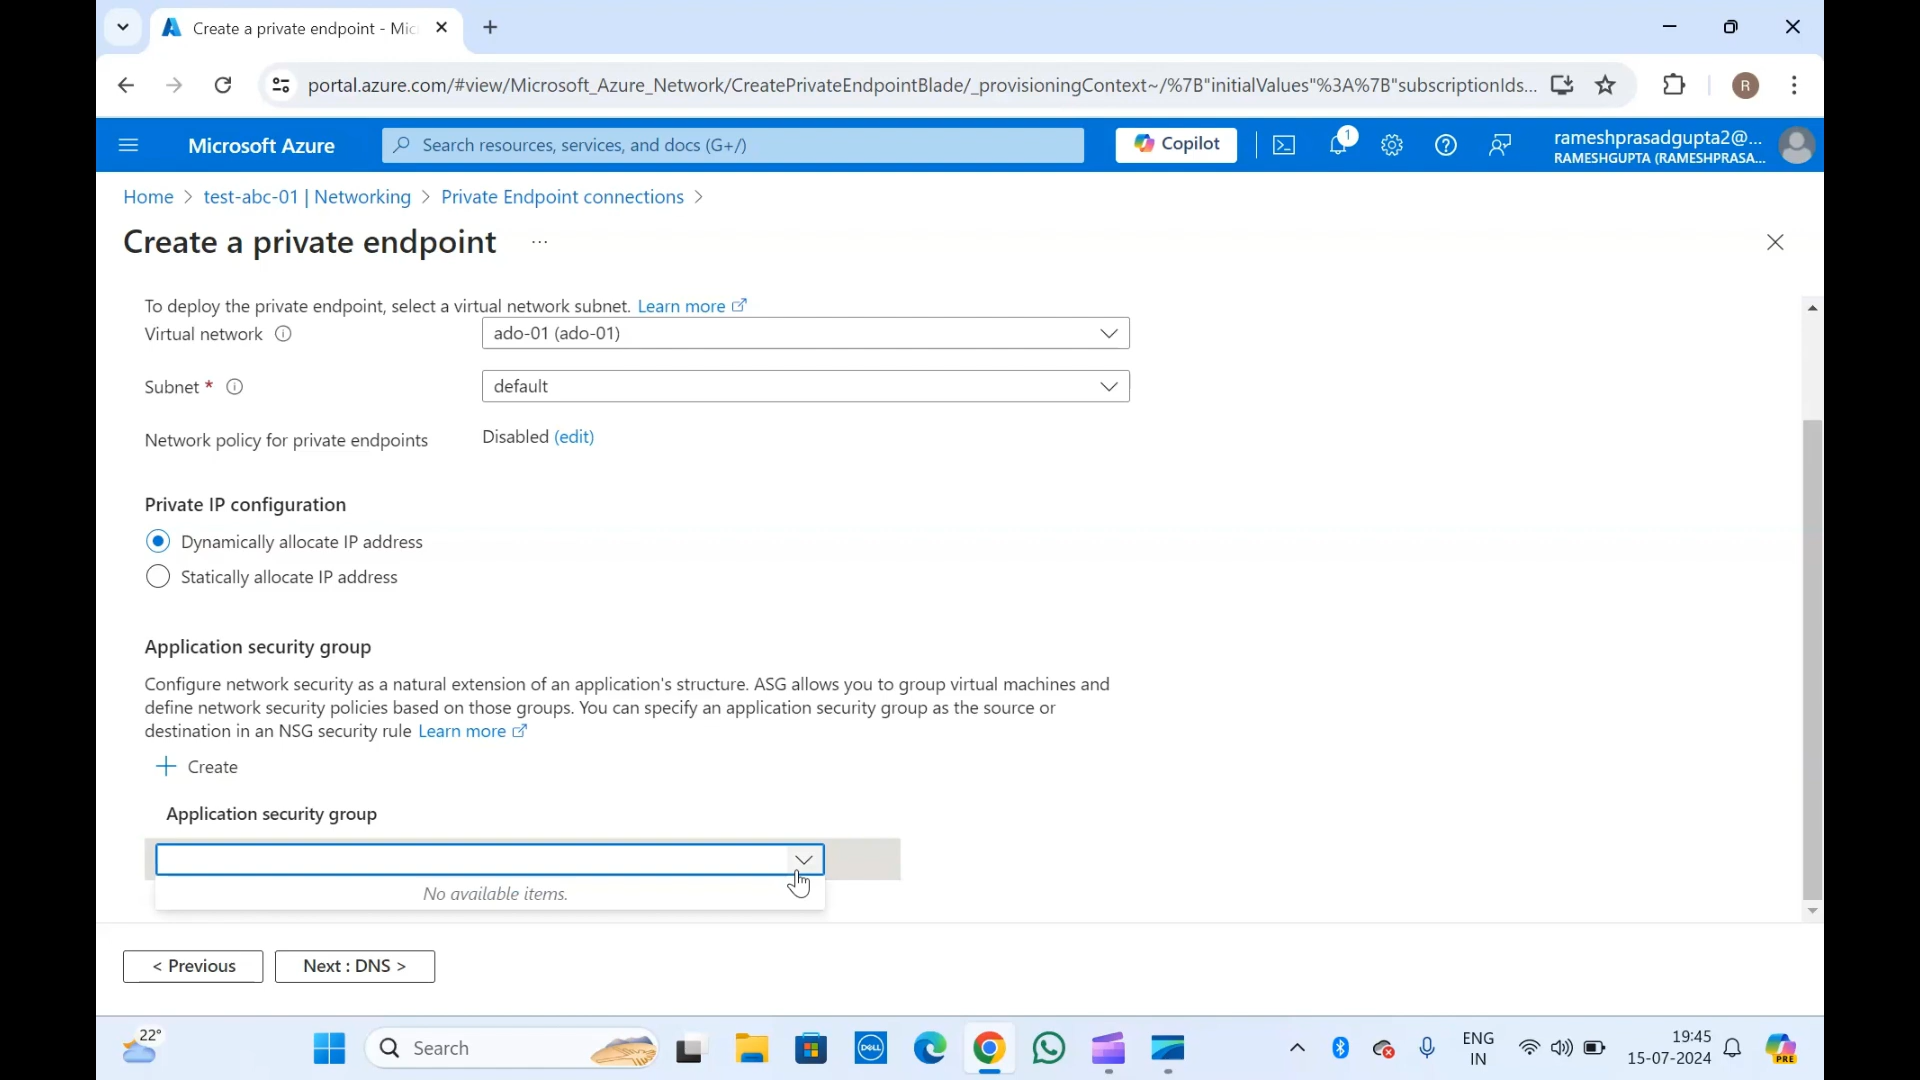 Create a private endpoint - Mic
portal.azure.com/#view/Microsoft_Azure_Network/CreatePrivateEndpointBlade/_provisioningContext~/%7B"initialValues"%3A%7B"subscriptionIds...
R
Microsoft Azure
Search resources, services, and docs (G+/)
Copilot
1
rameshprasadgupta2@...
RAMESHGUPTA (RAMESHPRASA...
Home > test-abc-01 | Networking > Private Endpoint connections >
Create a private endpoint ...
To deploy the private endpoint, select a virtual network subnet. Learn more
Virtual network
ado-01 (ado-01)
Subnet *
default
Network policy for private endpoints
Disabled (edit)
Private IP configuration
Dynamically allocate IP address
Statically allocate IP address
Application security group
Configure network security as a natural extension of an application's structure. ASG allows you to group virtual machines and
define network security policies based on those groups. You can specify an application security group as the source or
destination in an NSG security rule Learn more
+ Create
Application security group
No available items.
< Previous
Next : DNS >
22°
Search
DELL
ENG
IN
19:45
15-07-2024
PRE